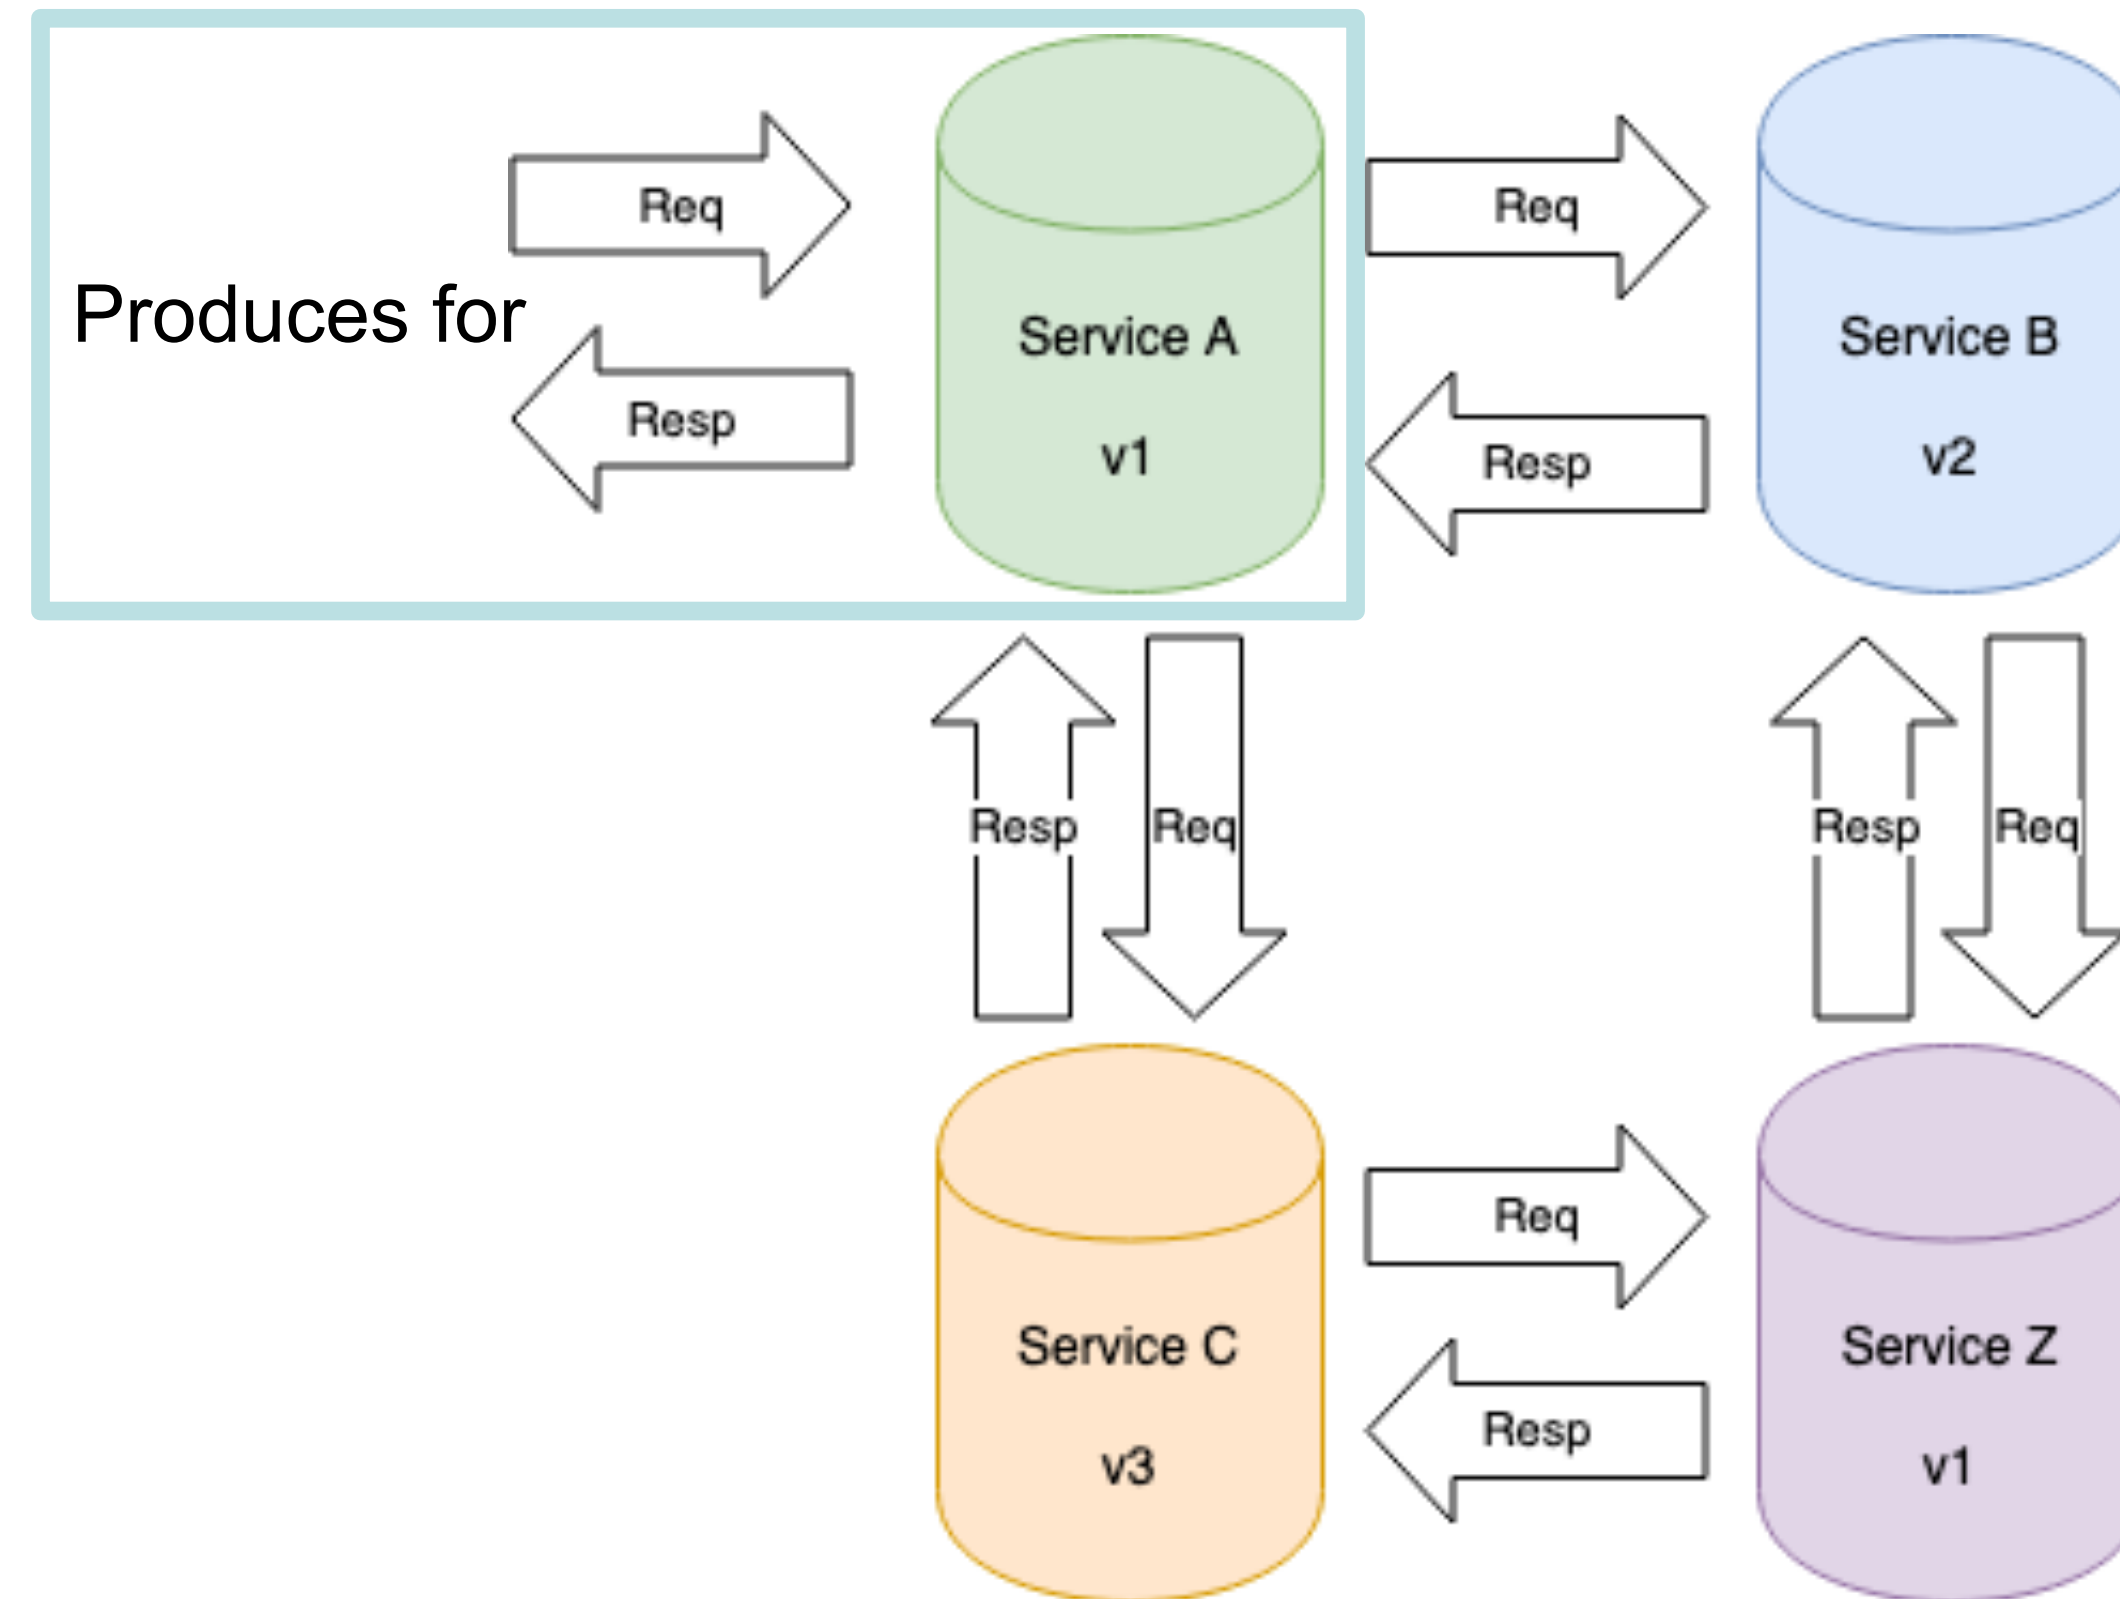 Req
Req
Produces for
Service A
Service B
Resp
Resp
v1
v2
Resp
Req
Resp
Req
Req
Service C
Service Z
Resp
v3
v1